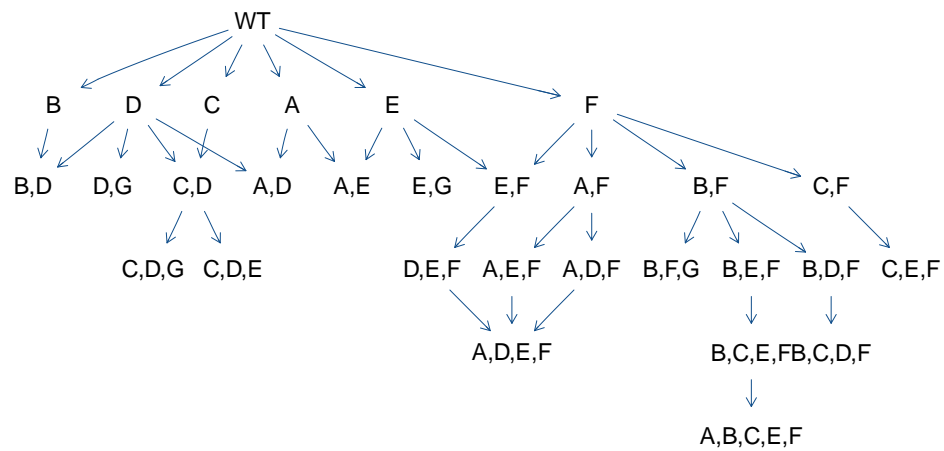 WT
B D C A E F
B,D D,G C,D A,D A,E E,G E,F A,F B,F C,F
C,D,G C,D,E D,E,F A,E,F A,D,F B,F,G B,E,F B,D,F C,E,F
A,D,E,F B,C,E,F B,C,D,F
A,B,C,E,F